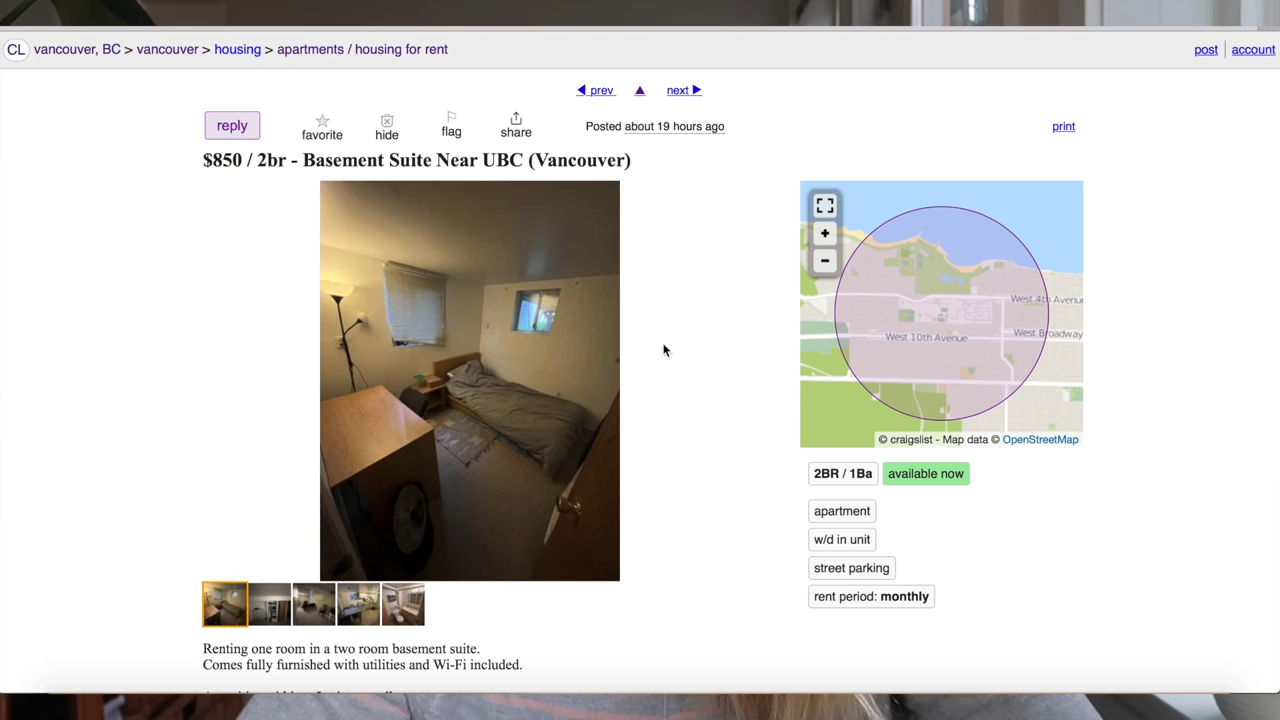 CL vancouver, BC > vancouver > housing > apartments / housing for rent
post account
prev
next
reply
favorite
hide
flag
share
Posted about 19 hours ago
print
$850 / 2br - Basement Suite Near UBC (Vancouver)
+
−
West 4th Avenue
West Broadway
West 10th Avenue
© craigslist - Map data © OpenStreetMap
2BR / 1Ba
available now
apartment
w/d in unit
street parking
rent period: monthly
Renting one room in a two room basement suite.
Comes fully furnished with utilities and Wi-Fi included.